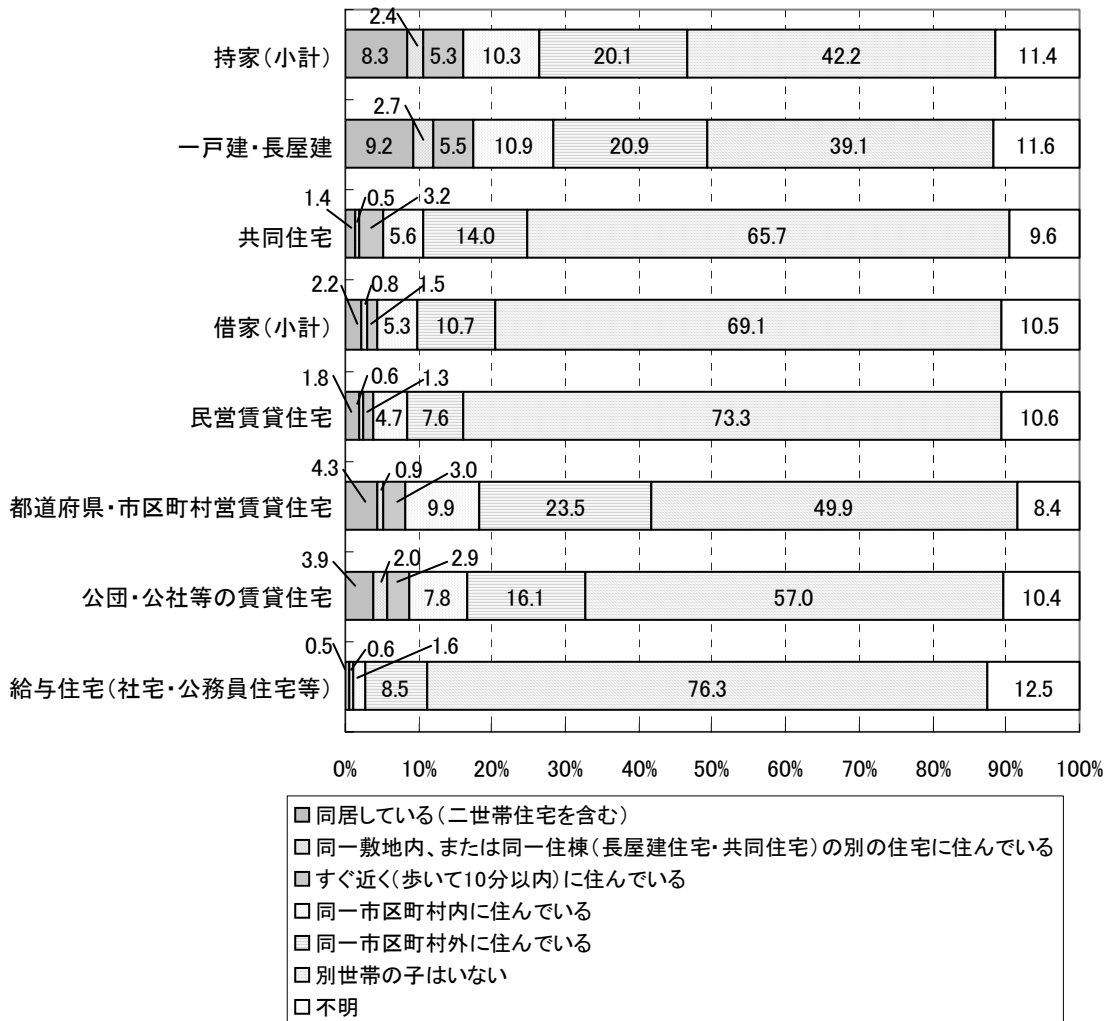 2.4
持家(小計) 8.3 5.3 10.3 20.1 42.2 11.4
2.7
一戸建・長屋建 9.2 5.5 10.9 20.9 39.1 11.6
1.4 0.5 3.2
共同住宅 5.6 14.0 65.7 9.6
2.2 0.8 1.5
借家(小計) 5.3 10.7 69.1 10.5
1.8 0.6 1.3
民営賃貸住宅 4.7 7.6 73.3 10.6
4.3 0.9 3.0
都道府県・市区町村営賃貸住宅 9.9 23.5 49.9 8.4
3.9 2.0 2.9
公団・公社等の賃貸住宅 7.8 16.1 57.0 10.4
0.5 0.6 1.6
給与住宅(社宅・公務員住宅等) 8.5 76.3 12.5
0% 10% 20% 30% 40% 50% 60% 70% 80% 90% 100%
同居している(二世帯住宅を含む)
同一敷地内、または同一住棟(長屋建住宅・共同住宅)の別の住宅に住んでいる
すぐ近く(歩いて10分以内)に住んでいる
同一市区町村内に住んでいる
同一市区町村外に住んでいる
別世帯の子はいない
不明